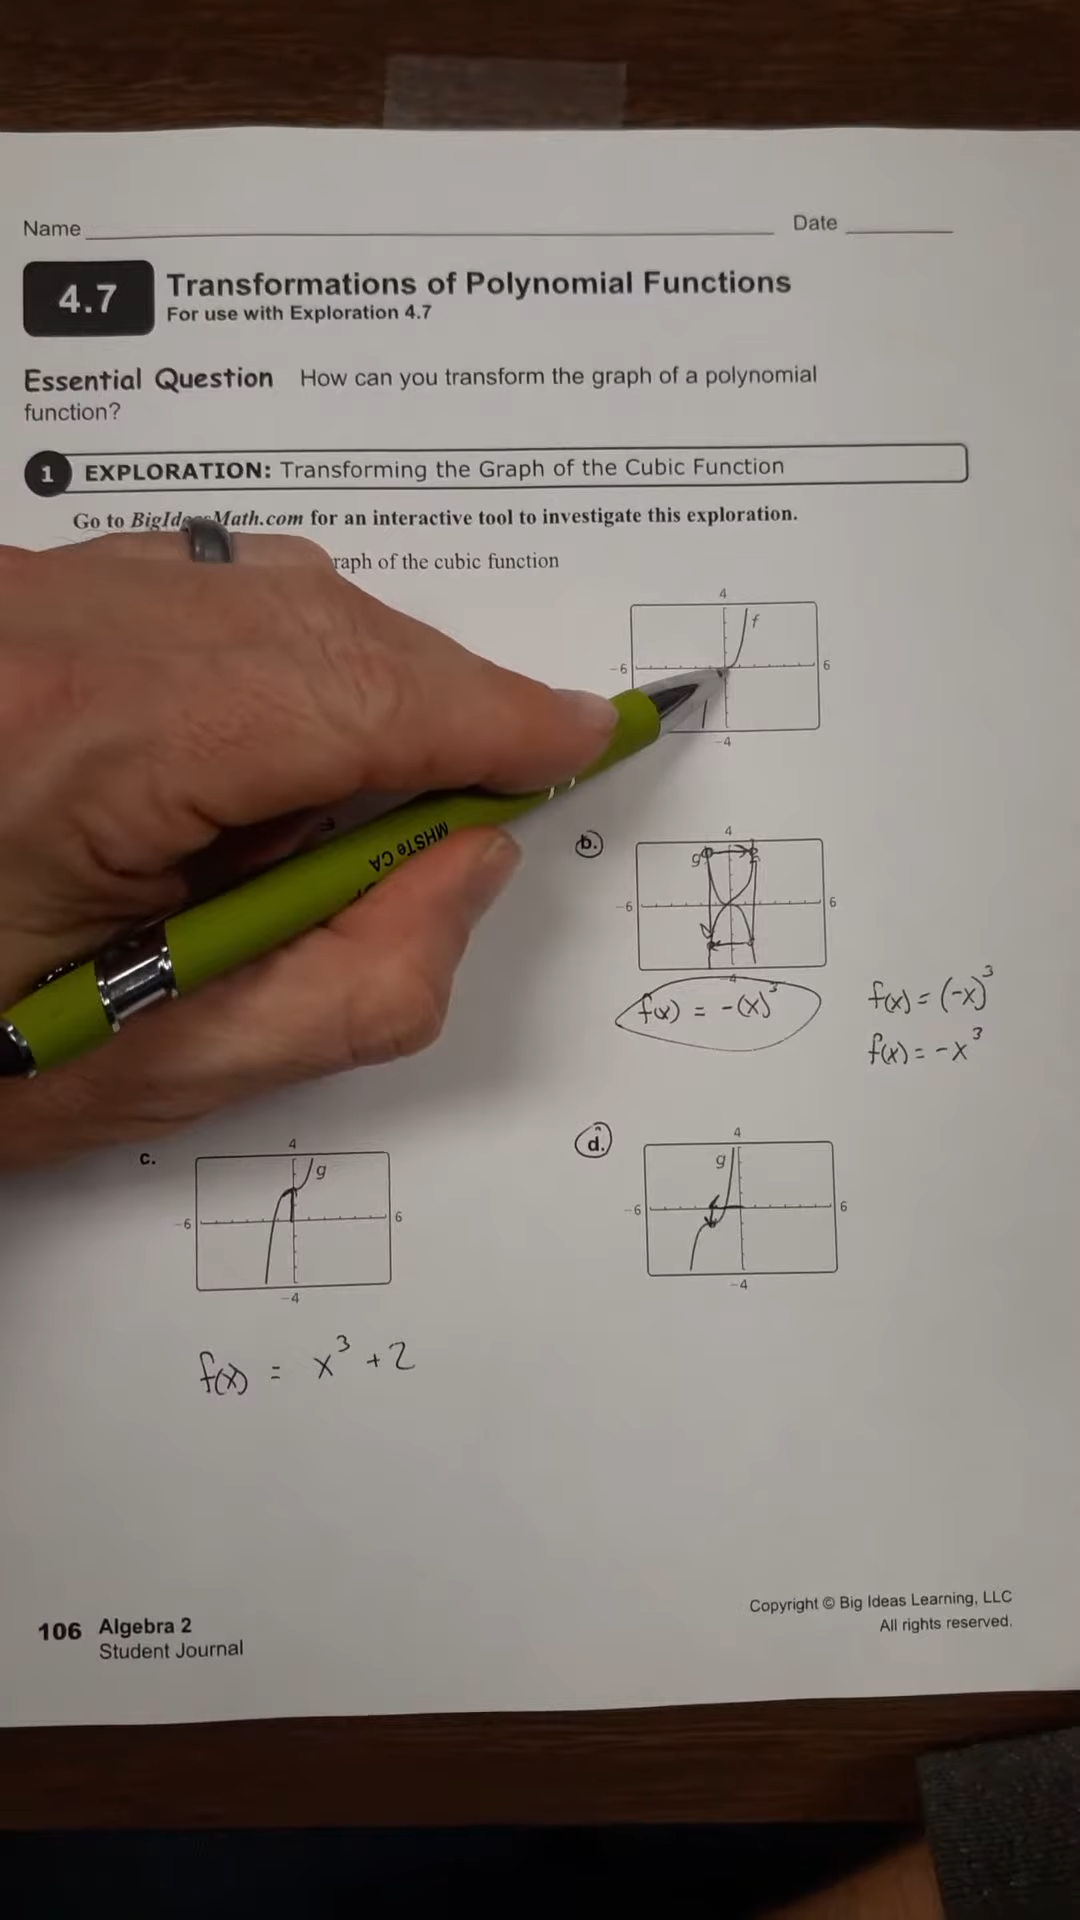 Name Date
4.7 Transformations of Polynomial Functions
For use with Exploration 4.7
Essential Question How can you transform the graph of a polynomial
function?
1 EXPLORATION: Transforming the Graph of the Cubic Function
Go to BigIdeasMath.com for an interactive tool to investigate this exploration.
raph of the cubic function
4
f
-6 6
-4
MHSTe CA
b.
4
g
-6 6
-4
f(x) = -(x)³
f(x) = (-x)³
f(x) = -x³
c.
4
g
-6 6
-4
f(x) = x³ + 2
d.
4
g
-6 6
-4
106 Algebra 2
Student Journal
Copyright © Big Ideas Learning, LLC
All rights reserved.